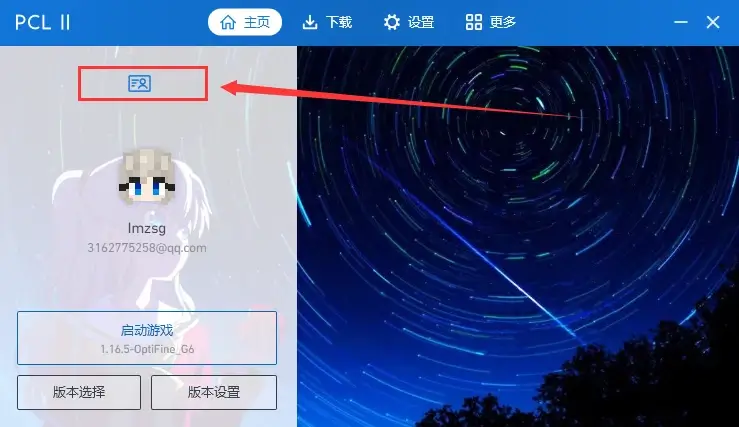 PCL II
主页
下载
设置
更多
lmzsg
3162775258@qq.com
启动游戏
1.16.5-OptiFine_G6
版本选择
版本设置